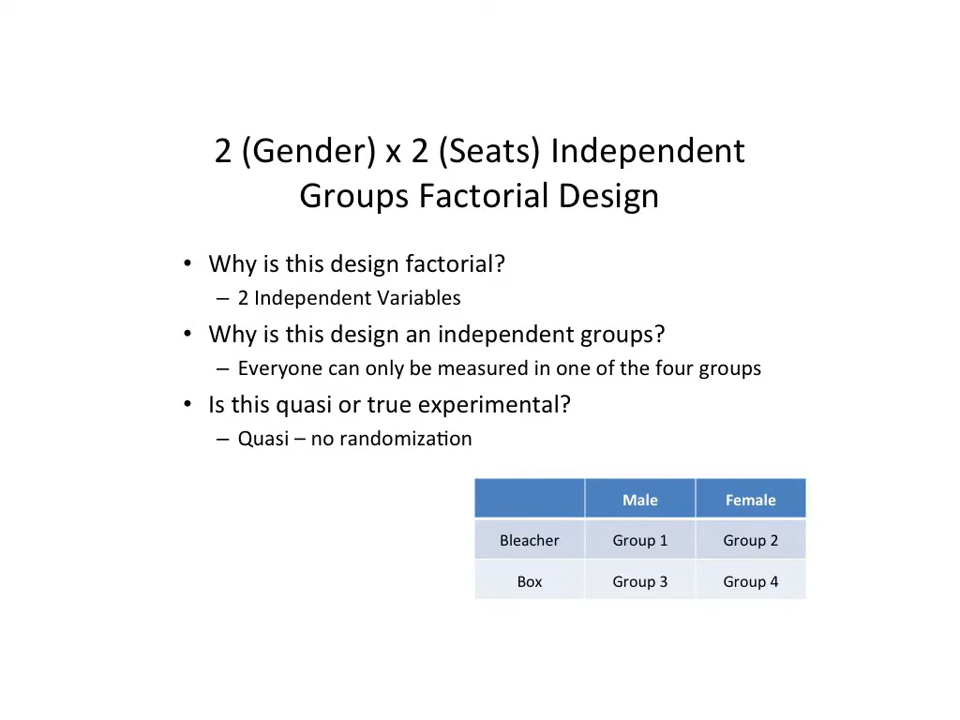 2 (Gender) x 2 (Seats) Independent
Groups Factorial Design
• Why is this design factorial?
– 2 Independent Variables
• Why is this design an independent groups?
– Everyone can only be measured in one of the four groups
• Is this quasi or true experimental?
– Quasi – no randomization
Male Female
Bleacher Group 1 Group 2
Box Group 3 Group 4